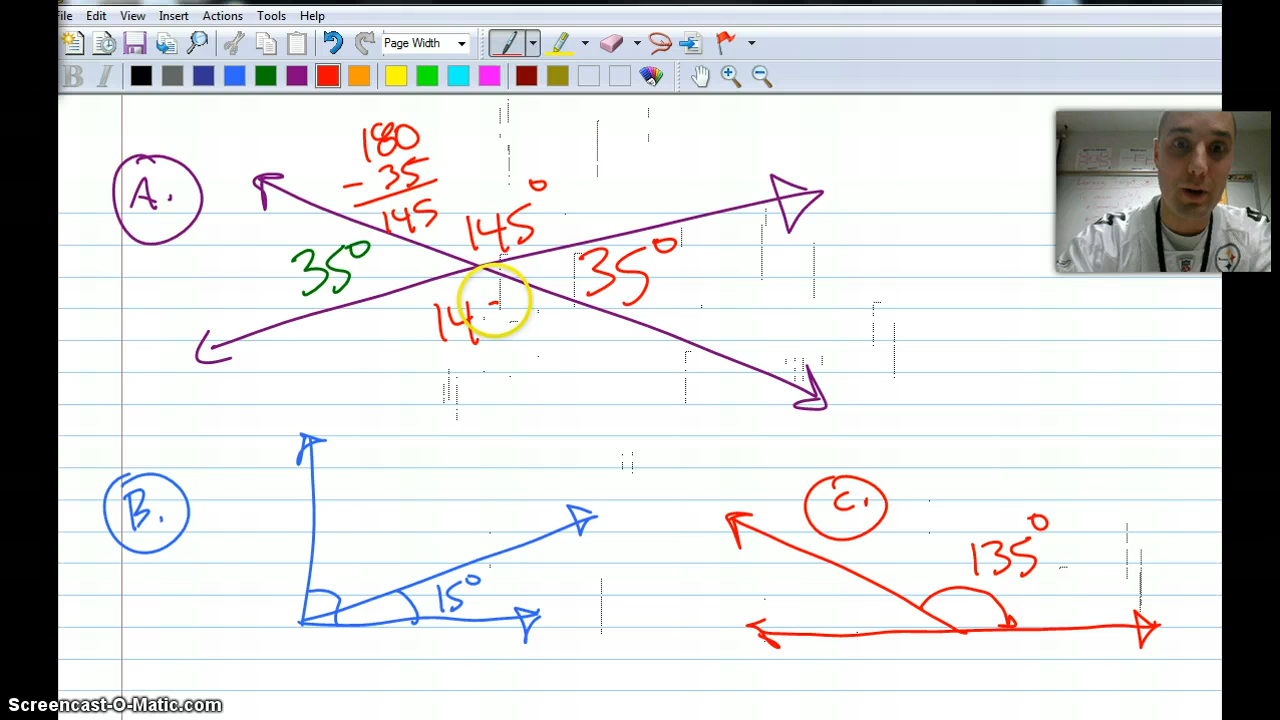 File Edit View Insert Actions Tools Help
Page Width
B I
A.
180
- 35
145
145°
35°
35°
14
B.
15°
C.
135°
Screencast-O-Matic.com